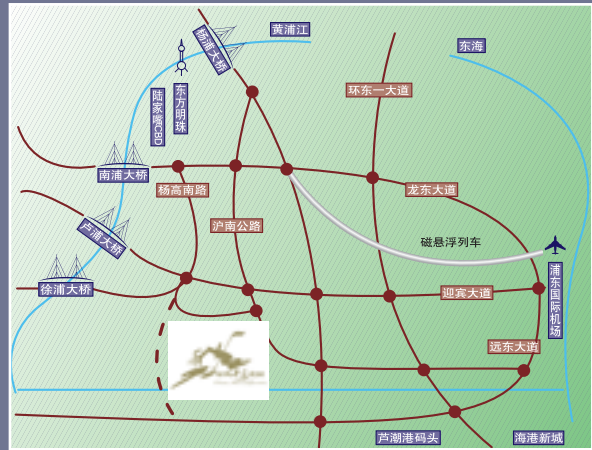 杨浦大桥
黄浦江
东海
陆家嘴CBD
东方明珠
环东一大道
南浦大桥
杨高南路
龙东大道
沪南公路
卢浦大桥
磁悬浮列车
徐浦大桥
浦东国际机场
迎宾大道
远东大道
芦潮港码头
海港新城